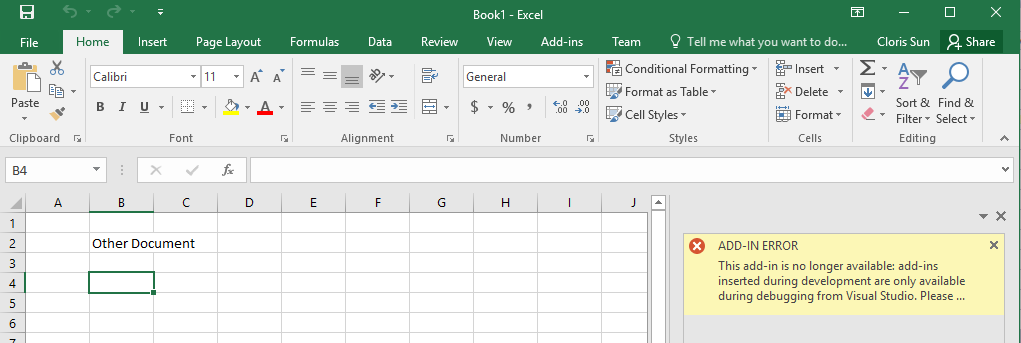 Book1 - Excel
File Home Insert Page Layout Formulas Data Review View Add-ins Team Tell me what you want to do... Cloris Sun Share
Paste
Calibri 11
A A
B I U A
General
$ % , .0 .00 .00 .0
Conditional Formatting
Format as Table
Cell Styles
Insert
Delete
Format
Σ A Z
Sort & Filter
Find & Select
Clipboard Font Alignment Number Styles Cells Editing
B4 fx
A B C D E F G H I J
1
2 Other Document
3
4
5
6
7
ADD-IN ERROR
This add-in is no longer available: add-ins
inserted during development are only available
during debugging from Visual Studio. Please ...